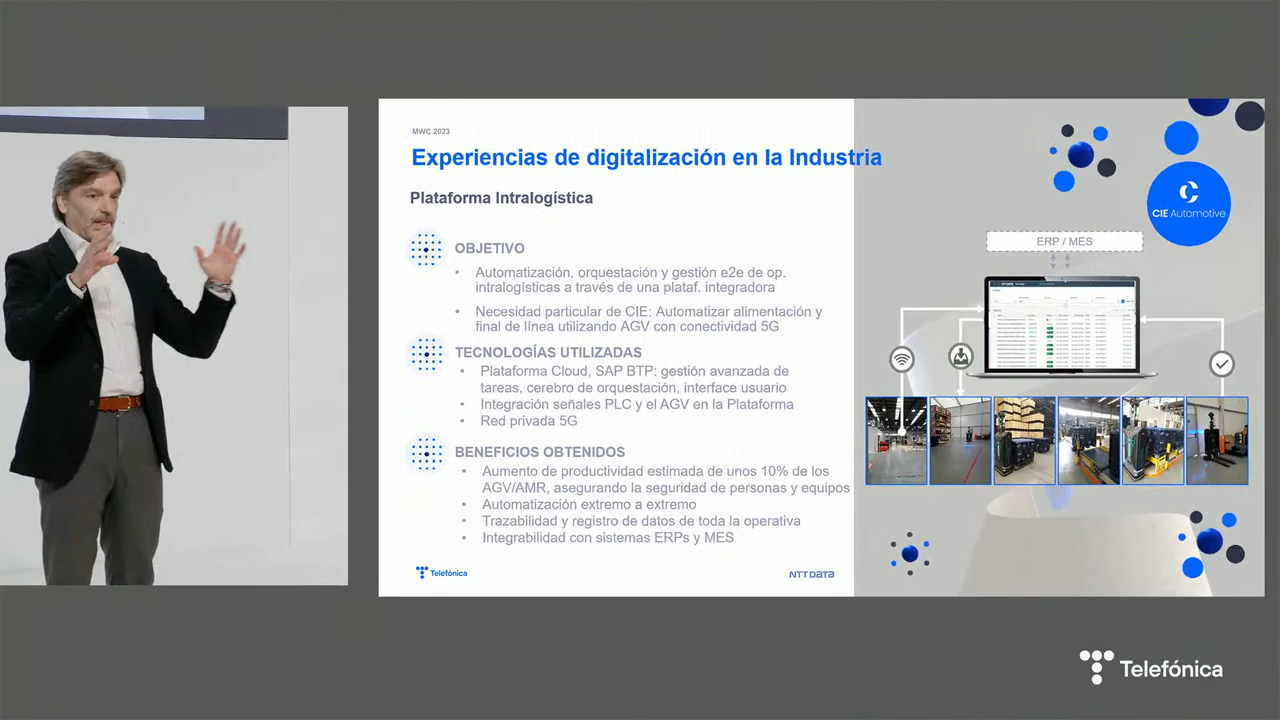 MWC 2023
Experiencias de digitalización en la Industria
Plataforma Intralogística
OBJETIVO
• Automatización, orquestación y gestión e2e de op.
intralogísticas a través de una plataf. integradora
• Necesidad particular de CIE: Automatizar alimentación y
final de línea utilizando AGV con conectividad 5G
TECNOLOGÍAS UTILIZADAS
• Plataforma Cloud, SAP BTP: gestión avanzada de
tareas, cerebro de orquestación, interface usuario
• Integración señales PLC y el AGV en la Plataforma
• Red privada 5G
BENEFICIOS OBTENIDOS
• Aumento de productividad estimada de unos 10% de los
AGV/AMR, asegurando la seguridad de personas y equipos
• Automatización extremo a extremo
• Trazabilidad y registro de datos de toda la operativa
• Integrabilidad con sistemas ERPs y MES
Telefónica
NTT DATA
CIE Automotive
ERP / MES
Telefónica